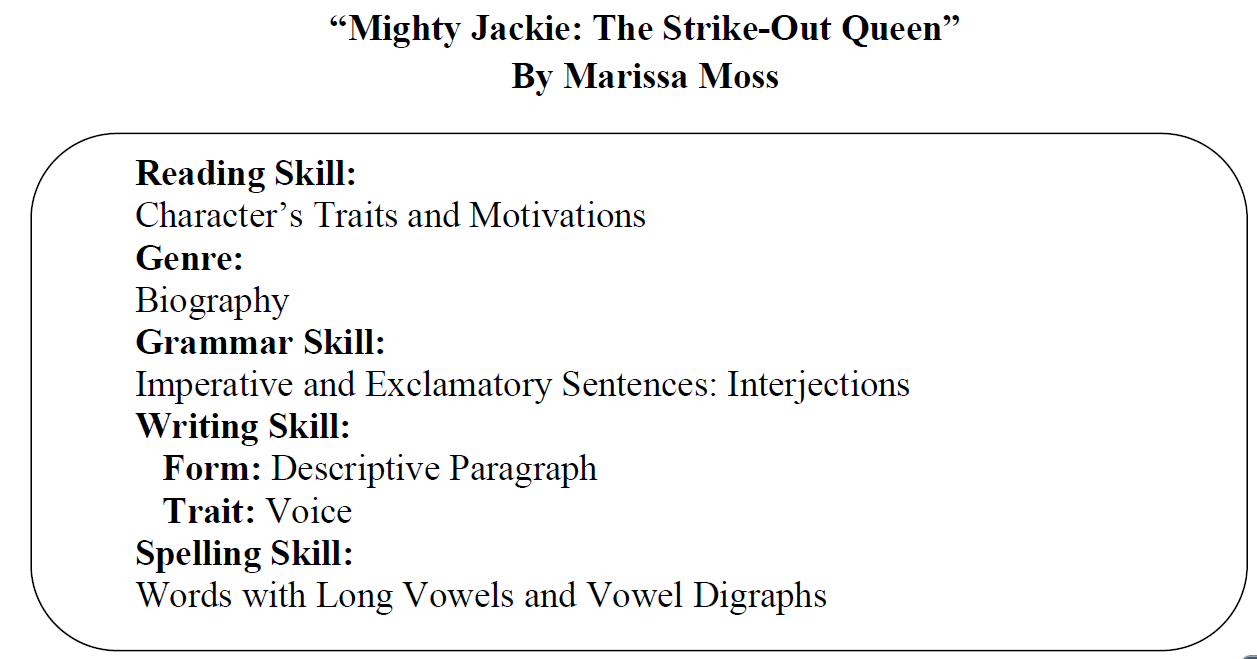 “Mighty Jackie: The Strike-Out Queen”
By Marissa Moss
Reading Skill:
Character’s Traits and Motivations
Genre:
Biography
Grammar Skill:
Imperative and Exclamatory Sentences: Interjections
Writing Skill:
Form: Descriptive Paragraph
Trait: Voice
Spelling Skill:
Words with Long Vowels and Vowel Digraphs